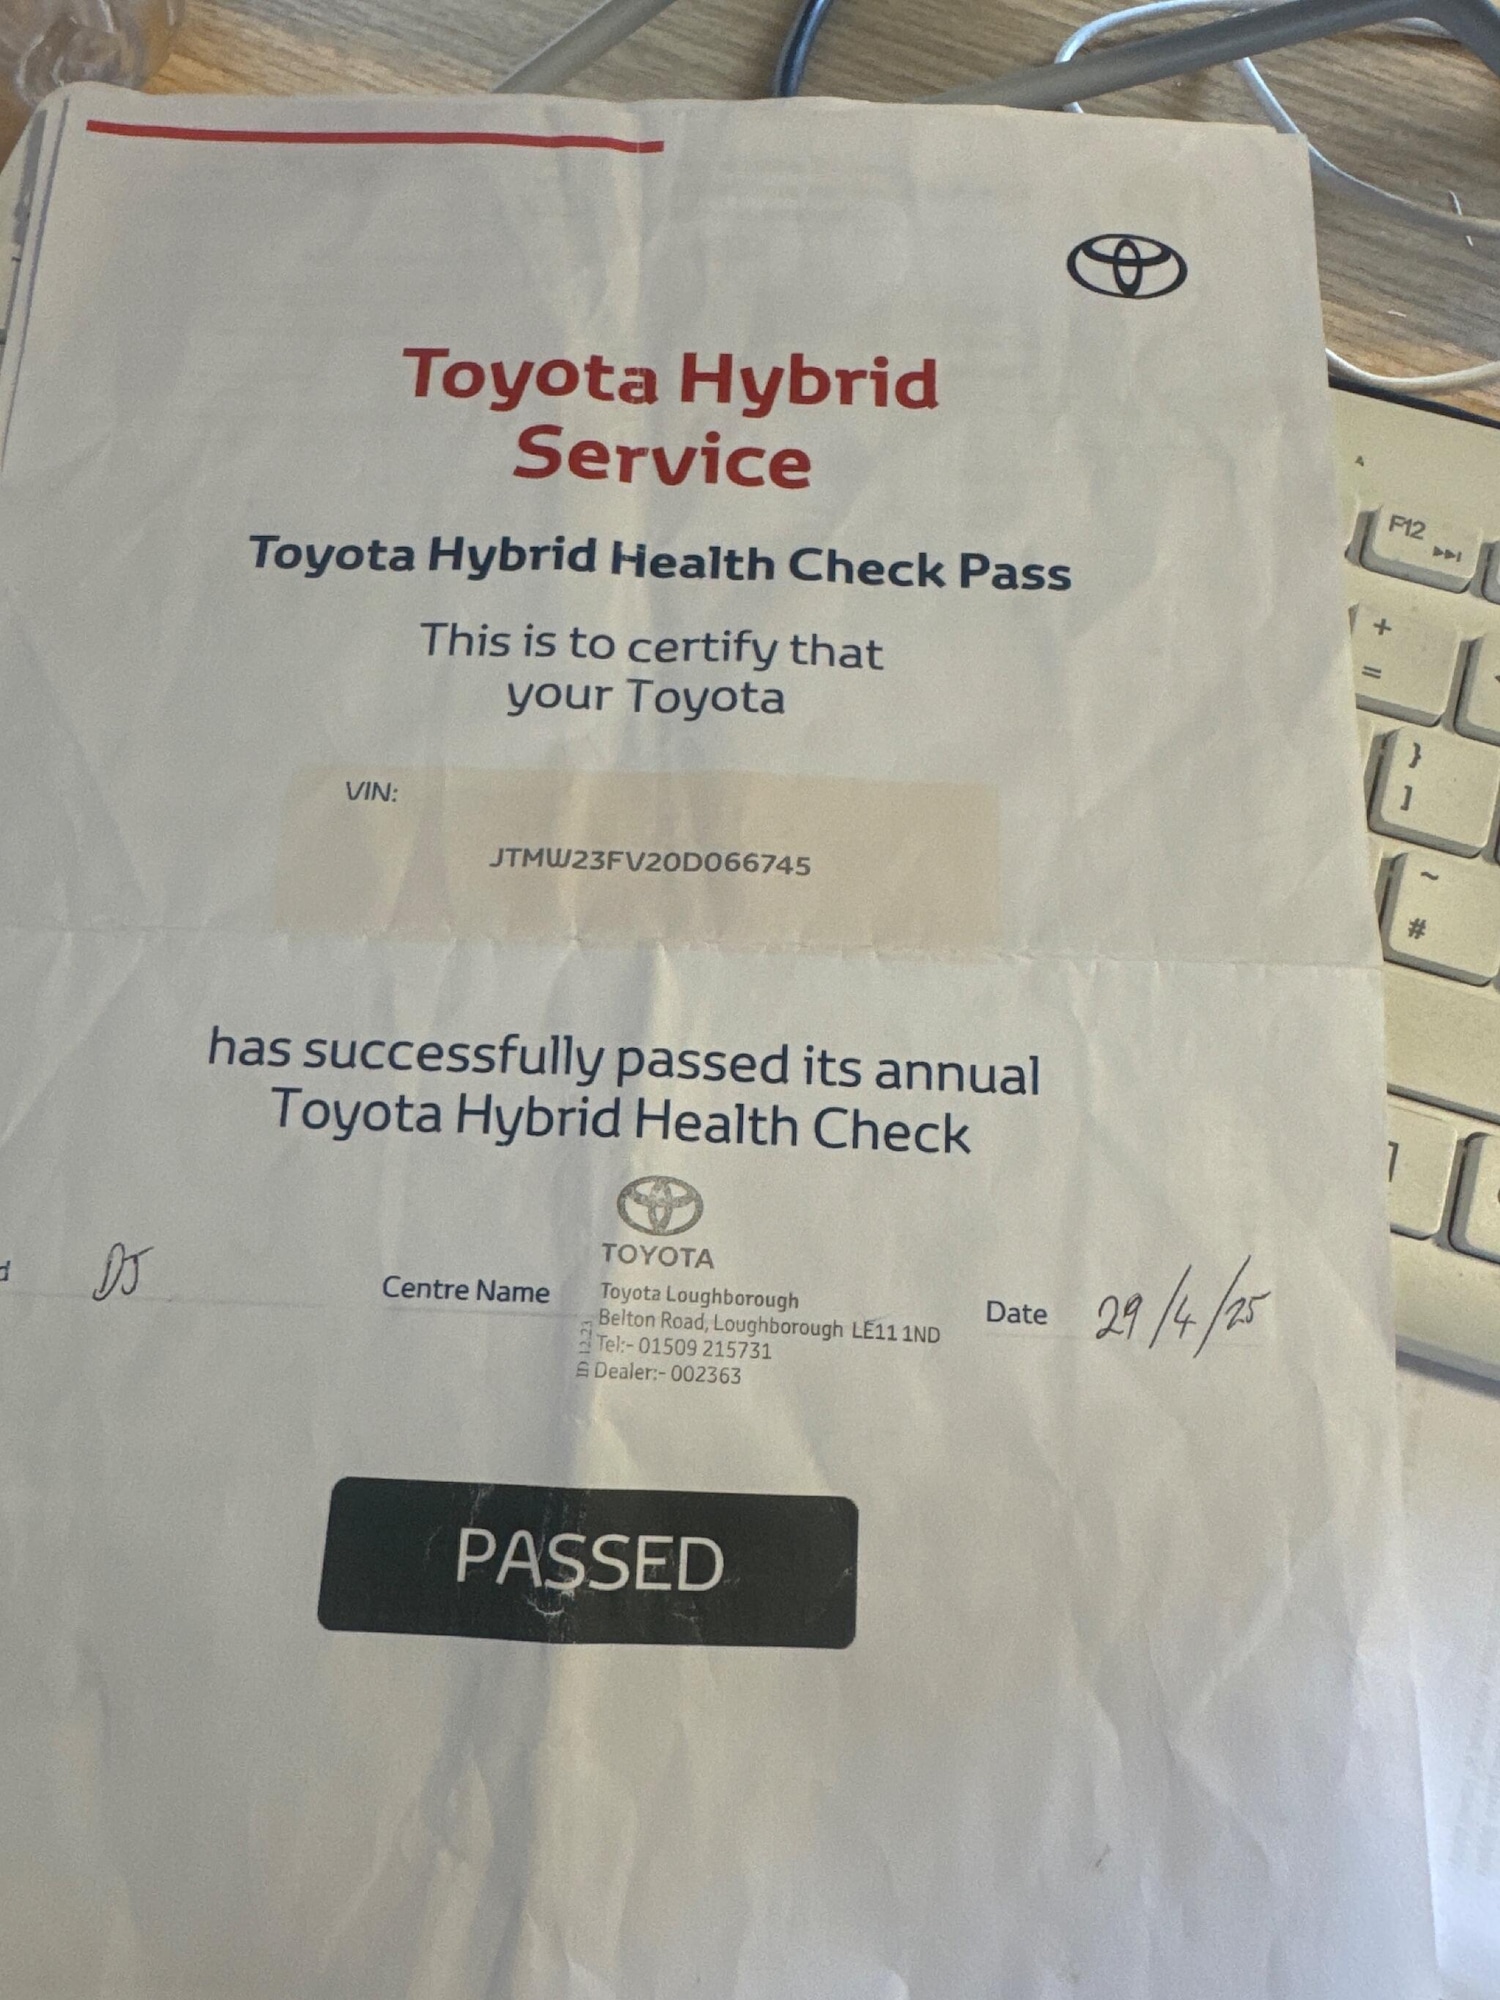 Toyota Hybrid
Service
Toyota Hybrid Health Check Pass
This is to certify that
your Toyota
VIN:
JTMW23FV20D066745
has successfully passed its annual
Toyota Hybrid Health Check
d DJ
Centre Name
TOYOTA
Toyota Loughborough
Belton Road, Loughborough LE11 1ND
Tel:- 01509 215731
Dealer:- 002363
Date 29/4/25
PASSED
F12
+
=
}
]
~
#